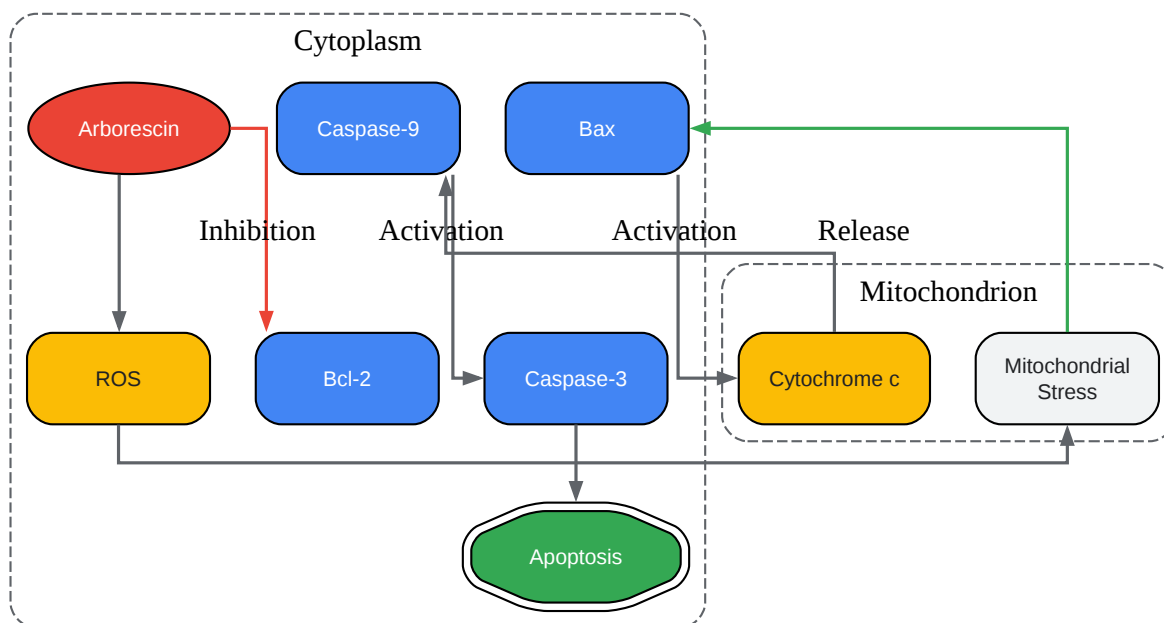 Cytoplasm
Arborescin
Caspase-9
Bax
Inhibition
Activation
Activation
Release
Mitochondrion
ROS
Bcl-2
Caspase-3
Cytochrome c
Mitochondrial
Stress
Apoptosis